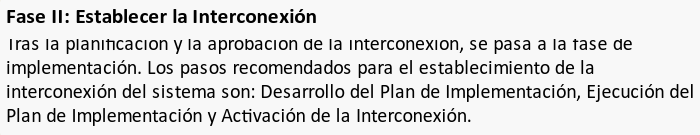 Fase II: Establecer la Interconexión
Tras la planificación y la aprobación de la interconexión, se pasa a la fase de
implementación. Los pasos recomendados para el establecimiento de la
interconexión del sistema son: Desarrollo del Plan de Implementación, Ejecución del
Plan de Implementación y Activación de la Interconexión.